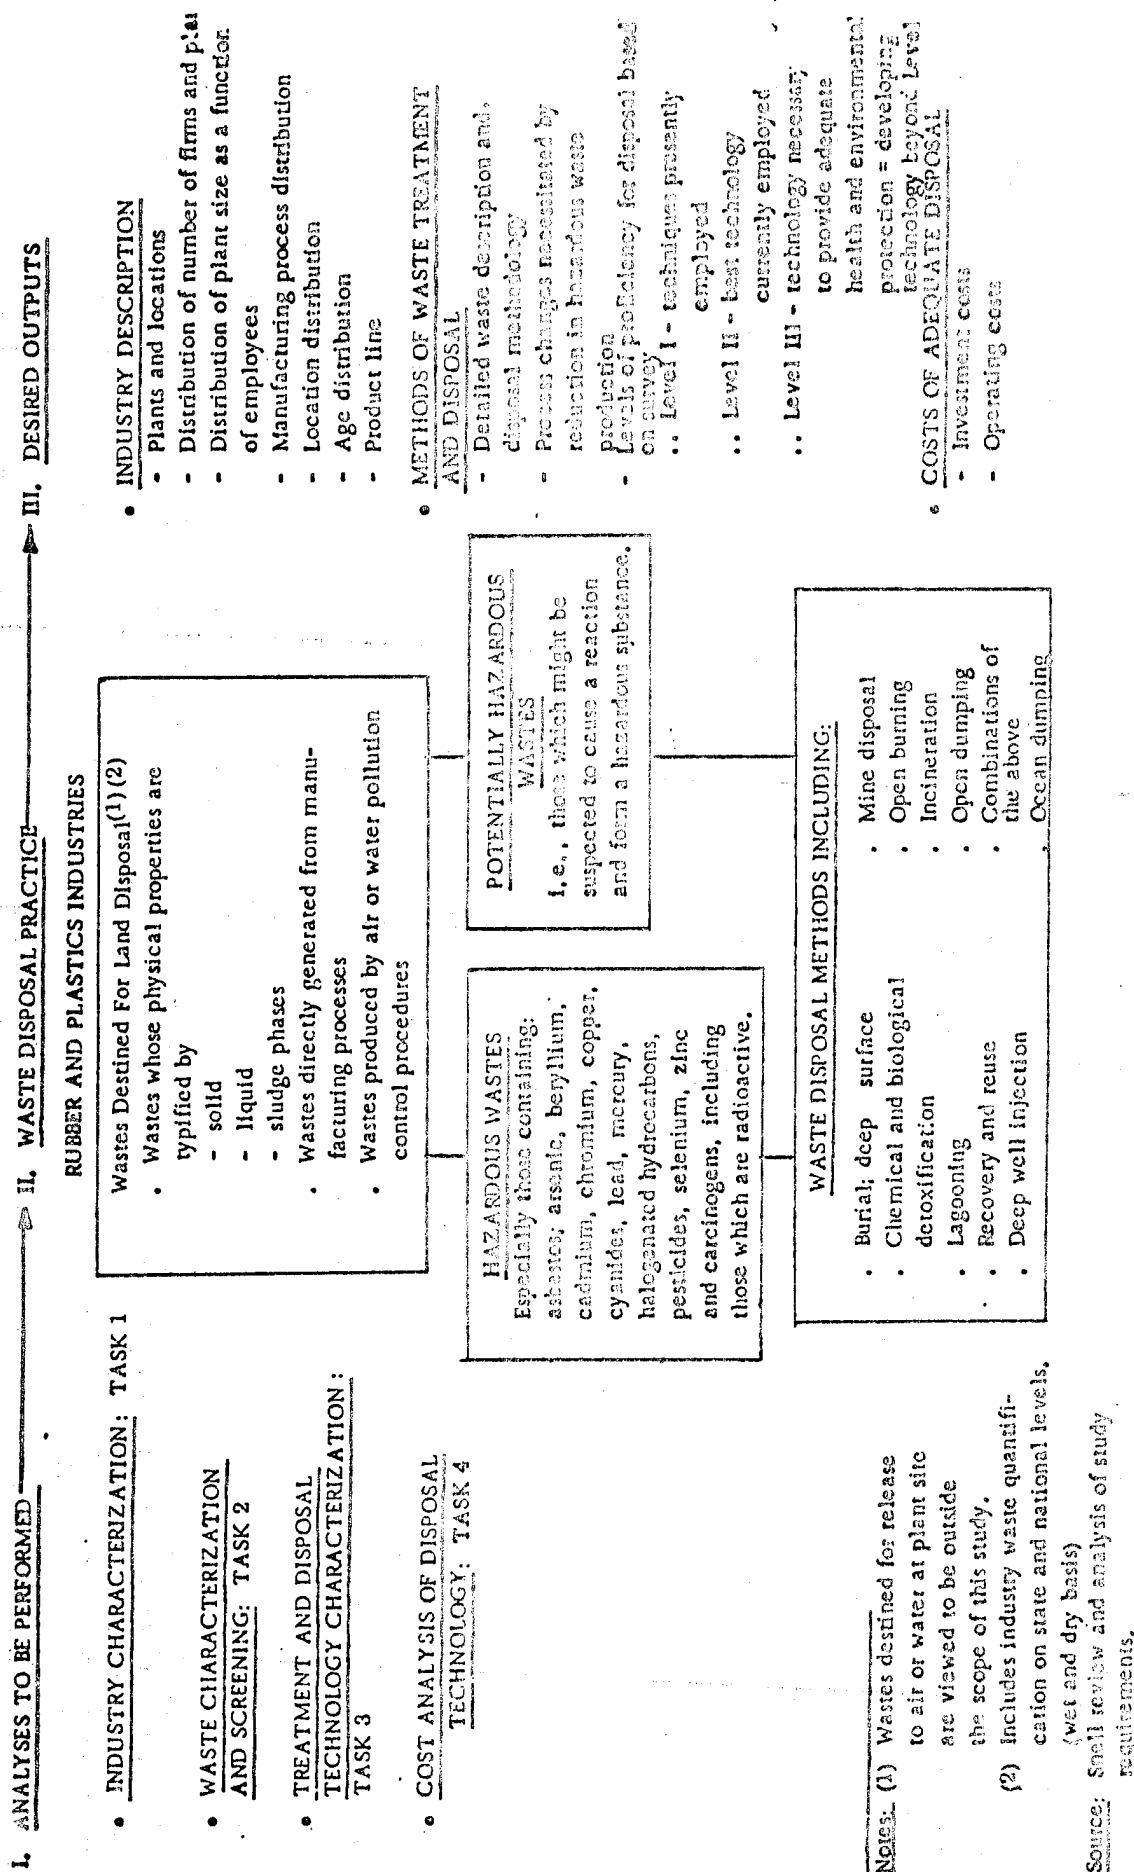 I. ANALYSES TO BE PERFORMED
• INDUSTRY CHARACTERIZATION: TASK 1
• WASTE CHARACTERIZATION
AND SCREENING: TASK 2
• TREATMENT AND DISPOSAL
TECHNOLOGY CHARACTERIZATION:
TASK 3
• COST ANALYSIS OF DISPOSAL
TECHNOLOGY: TASK 4
II. WASTE DISPOSAL PRACTICE
RUBBER AND PLASTICS INDUSTRIES
Wastes Destined For Land Disposal(1) (2)
• Wastes whose physical properties are
typified by
- solid
- liquid
- sludge phases
• Wastes directly generated from manu-
facturing processes
• Wastes produced by air or water pollution
control procedures
HAZARDOUS WASTES
Especially those containing:
asbestos; arsenic, beryllium,
cadmium, chromium, copper,
cyanides, lead, mercury,
halogenated hydrocarbons,
pesticides, selenium, zinc
and carcinogens, including
those which are radioactive.
POTENTIALLY HAZARDOUS
WASTES
i.e., those which might be
suspected to cause a reaction
and form a hazardous substance.
WASTE DISPOSAL METHODS INCLUDING:
• Burial; deep surface
• Chemical and biological
detoxification
• Lagooning
• Recovery and reuse
• Deep well injection
• Mine disposal
• Open burning
• Incineration
• Open dumping
• Combinations of
the above
• Ocean dumping
III. DESIRED OUTPUTS
• INDUSTRY DESCRIPTION
- Plants and locations
- Distribution of number of firms and
- Distribution of plant size as a function
of employees
- Manufacturing process distribution
- Location distribution
- Age distribution
- Product line
• METHODS OF WASTE TREATMENT
AND DISPOSAL
- Detailed waste description and,
disposal methodology
- Process changes necessitated by
reduction in hazardous waste
production
- Levels of proficiency for disposal based
on survey
.. Level I - techniques presently
employed
.. Level II - best technology
currently employed
.. Level III - technology necessary
to provide adequate
health and environmental
protection = developing
technology beyond Level
• COSTS OF ADEQUATE DISPOSAL
- Investment costs
- Operating costs
Notes: (1) Wastes destined for release
to air or water at plant site
are viewed to be outside
the scope of this study.
(2) Includes industry waste quantifi-
cation on state and national levels.
(wet and dry basis)
Source: Snell review and analysis of study
requirements.